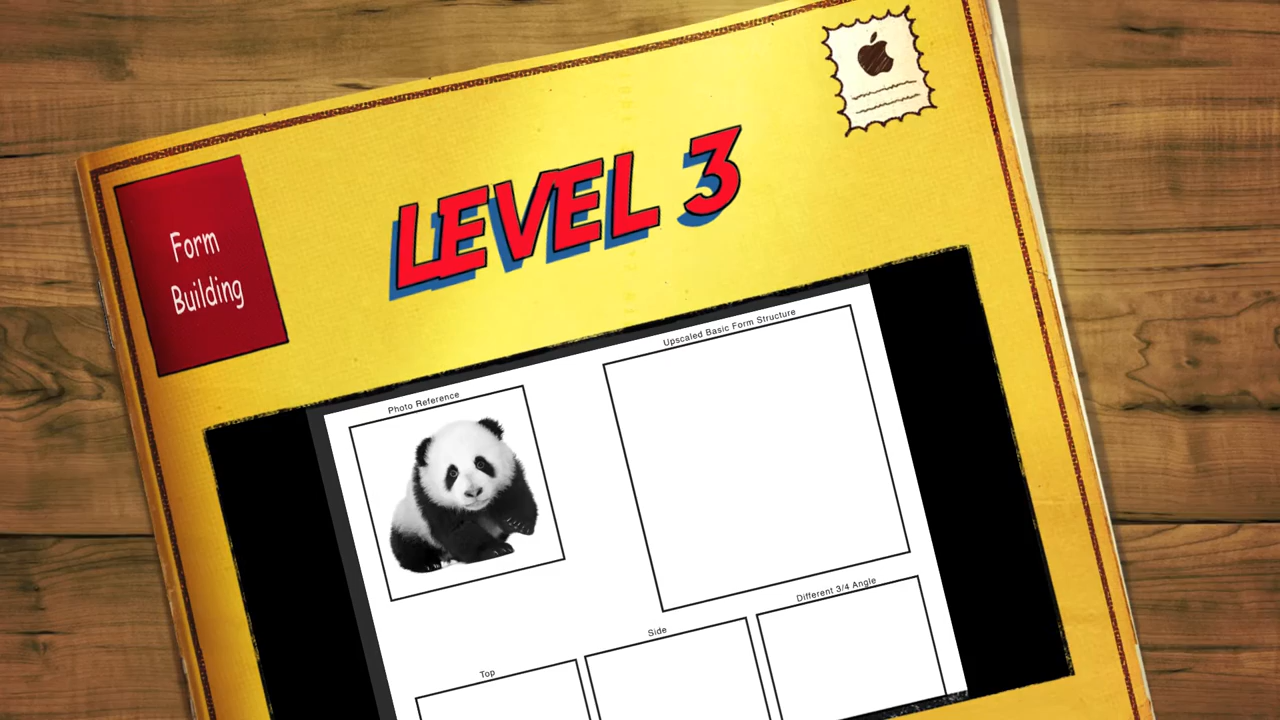 LEVEL 3
Form
Building
Upscaled Basic Form Structure
Photo Reference
Different 3/4 Angle
Side
Top